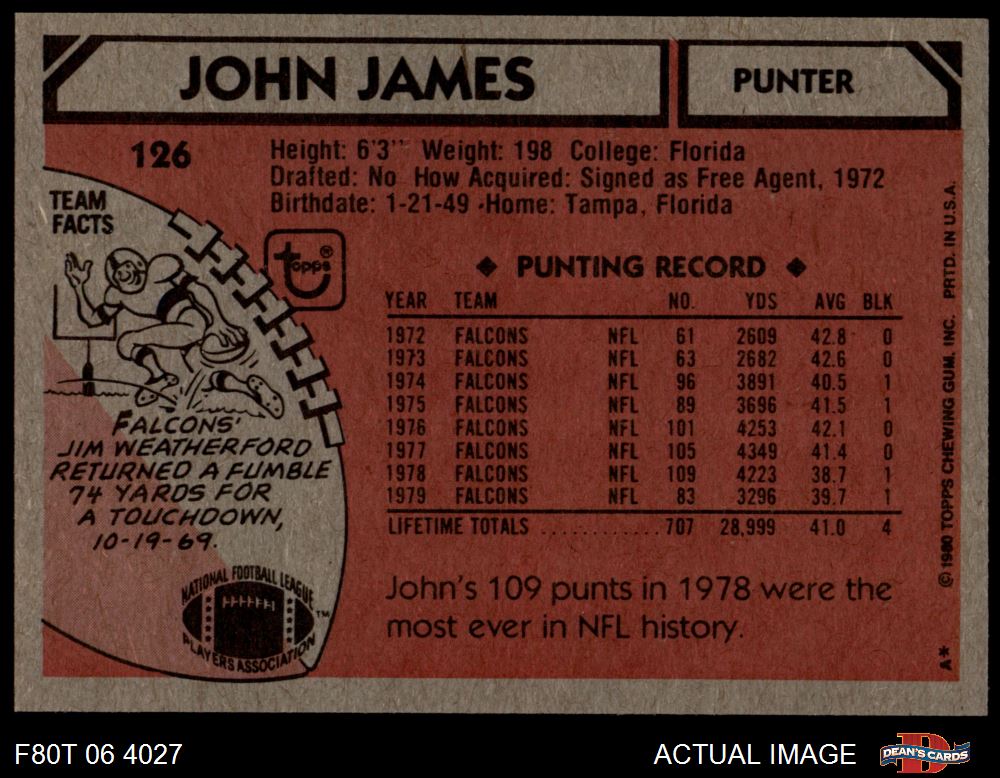 JOHN JAMES
PUNTER
126
Height: 6'3" Weight: 198 College: Florida
Drafted: No How Acquired: Signed as Free Agent, 1972
Birthdate: 1-21-49 Home: Tampa, Florida
TEAM
FACTS
topps®
FALCONS'
JIM WEATHERFORD
RETURNED A FUMBLE
74 YARDS FOR
A TOUCHDOWN,
10-19-69.
NATIONAL FOOTBALL LEAGUE
PLAYERS ASSOCIATION
TM
◆ PUNTING RECORD ◆
YEAR TEAM NO. YDS AVG BLK
1972 FALCONS NFL 61 2609 42.8 0
1973 FALCONS NFL 63 2682 42.6 0
1974 FALCONS NFL 96 3891 40.5 1
1975 FALCONS NFL 89 3696 41.5 1
1976 FALCONS NFL 101 4253 42.1 0
1977 FALCONS NFL 105 4349 41.4 0
1978 FALCONS NFL 109 4223 38.7 1
1979 FALCONS NFL 83 3296 39.7 1
LIFETIME TOTALS ............ 707 28,999 41.0 4
John's 109 punts in 1978 were the
most ever in NFL history.
© 1980 TOPPS CHEWING GUM, INC. PRTD. IN U.S.A.
A*
F80T 06 4027
ACTUAL IMAGE
DEAN'S CARDS